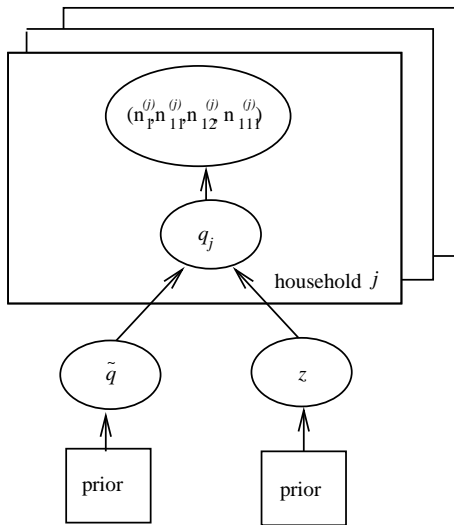 (n₁⁽ʲ⁾, n₁₁⁽ʲ⁾, n₁₂⁽ʲ⁾, n₁₁₁⁽ʲ⁾)
qⱼ
household j
q̃ z
prior prior